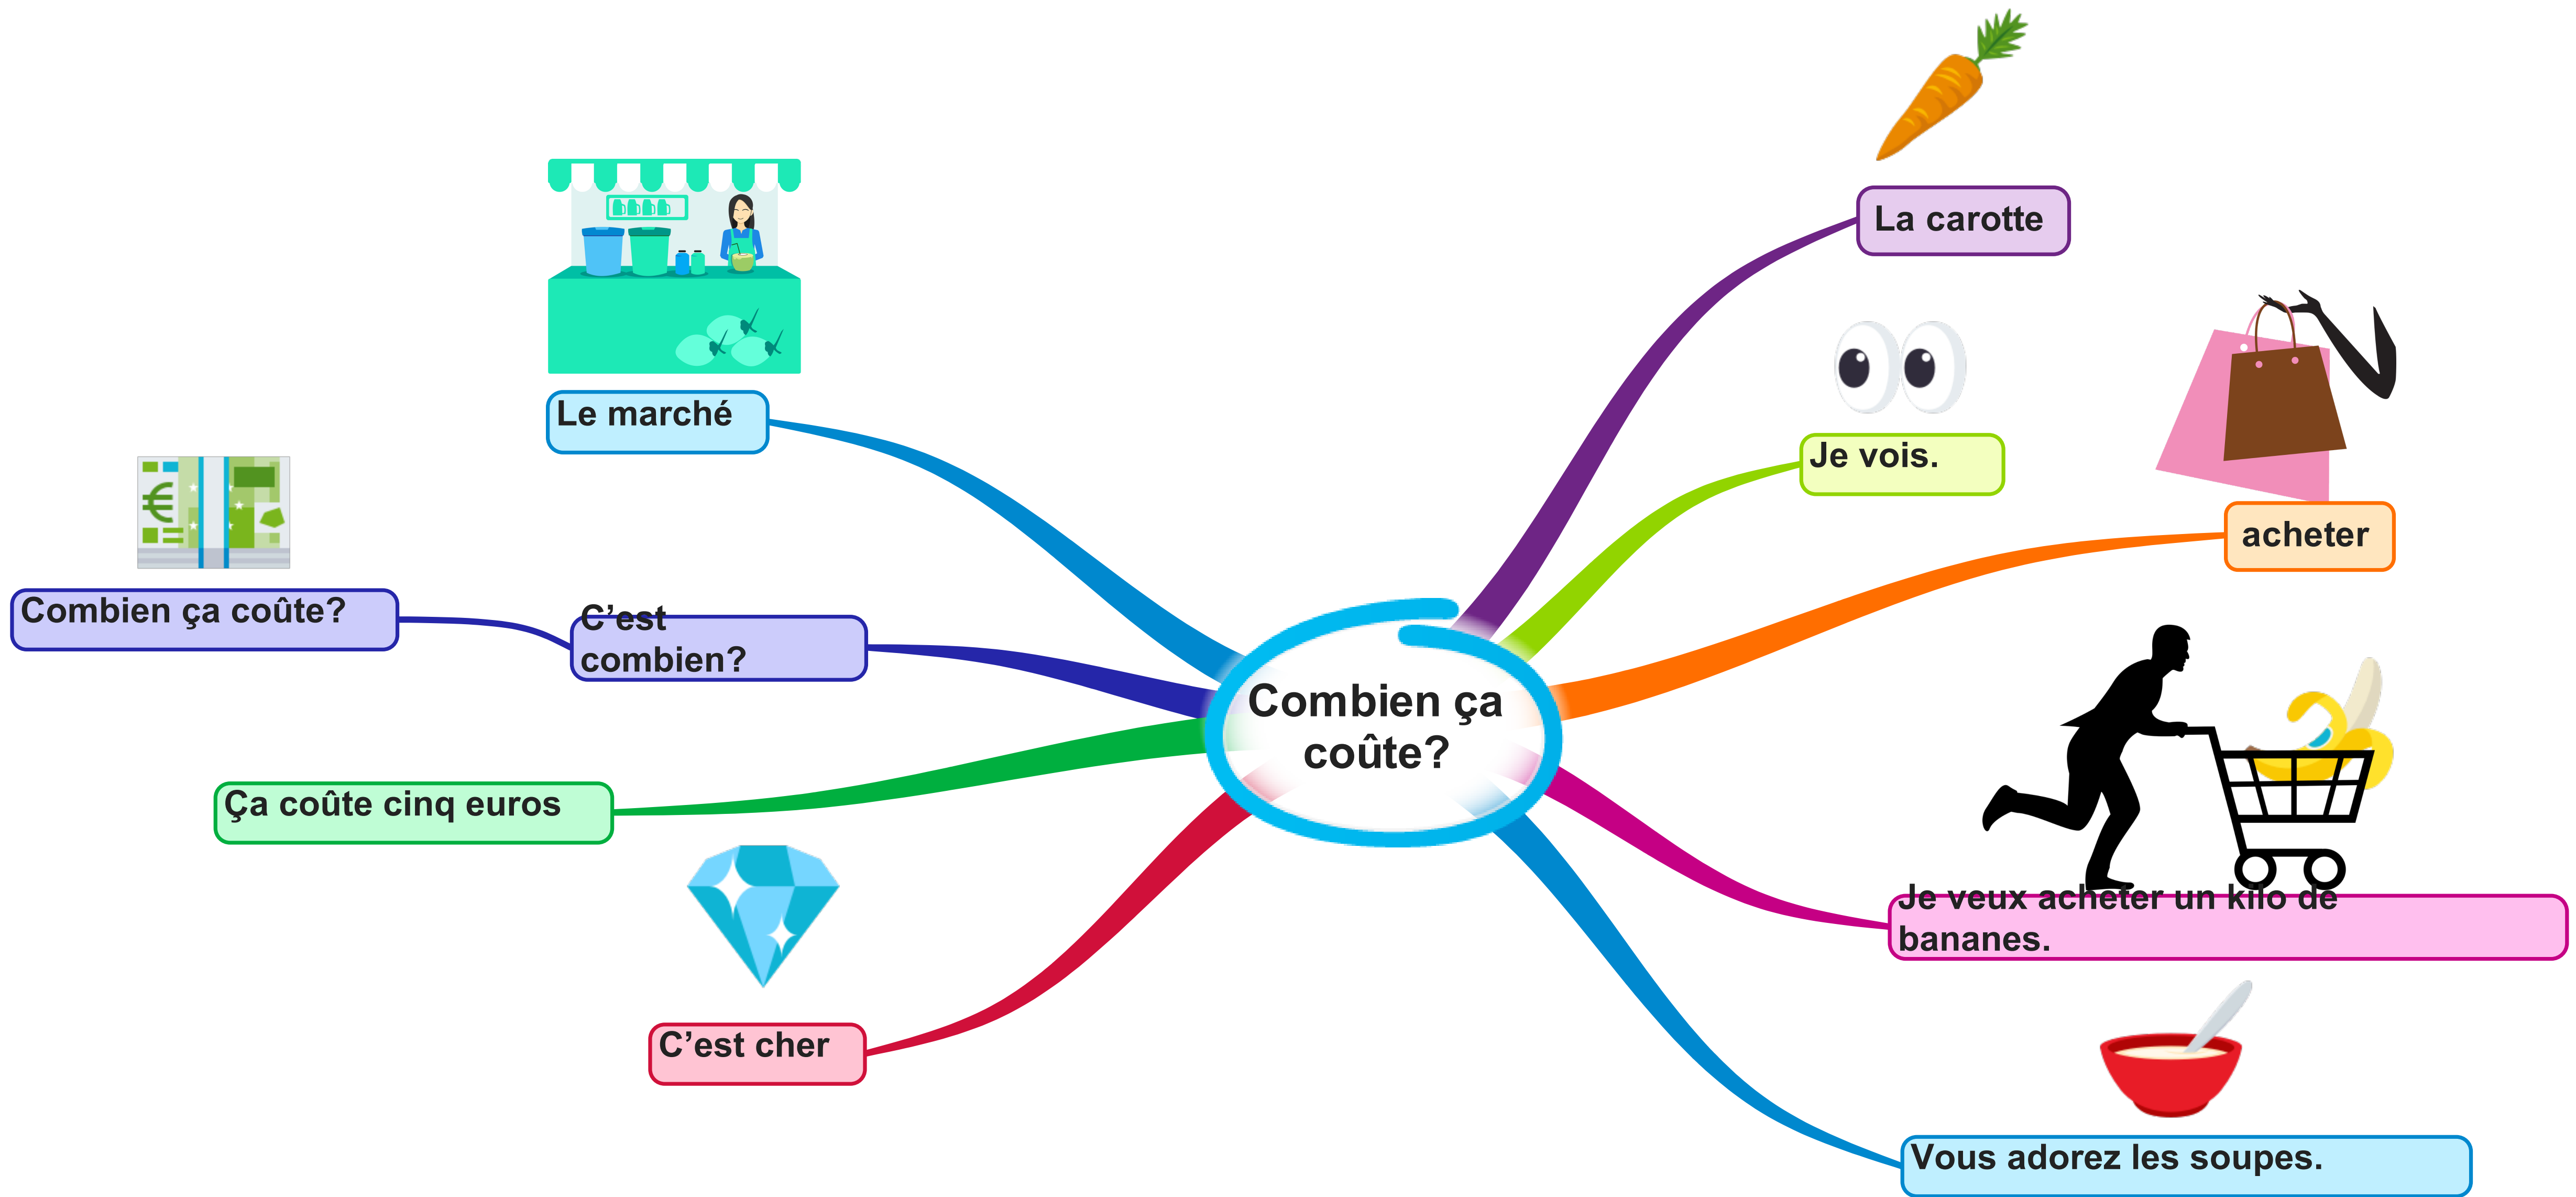 Combien ça
coûte?
La carotte
Je vois.
acheter
Je veux acheter un kilo de
bananes.
Vous adorez les soupes.
Le marché
C’est
combien?
Combien ça coûte?
Ça coûte cinq euros
C’est cher